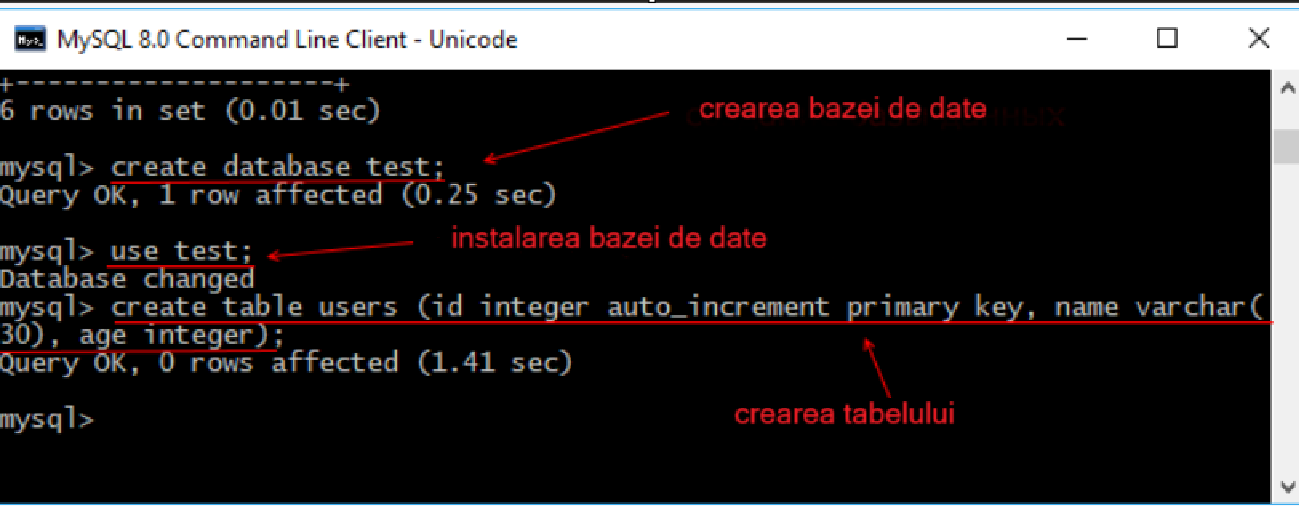 MySQL 8.0 Command Line Client - Unicode
+--------------------+
6 rows in set (0.01 sec)
crearea bazei de date
mysql> create database test;
Query OK, 1 row affected (0.25 sec)
instalarea bazei de date
mysql> use test;
Database changed
mysql> create table users (id integer auto_increment primary key, name varchar(
30), age integer);
Query OK, 0 rows affected (1.41 sec)
crearea tabelului
mysql>